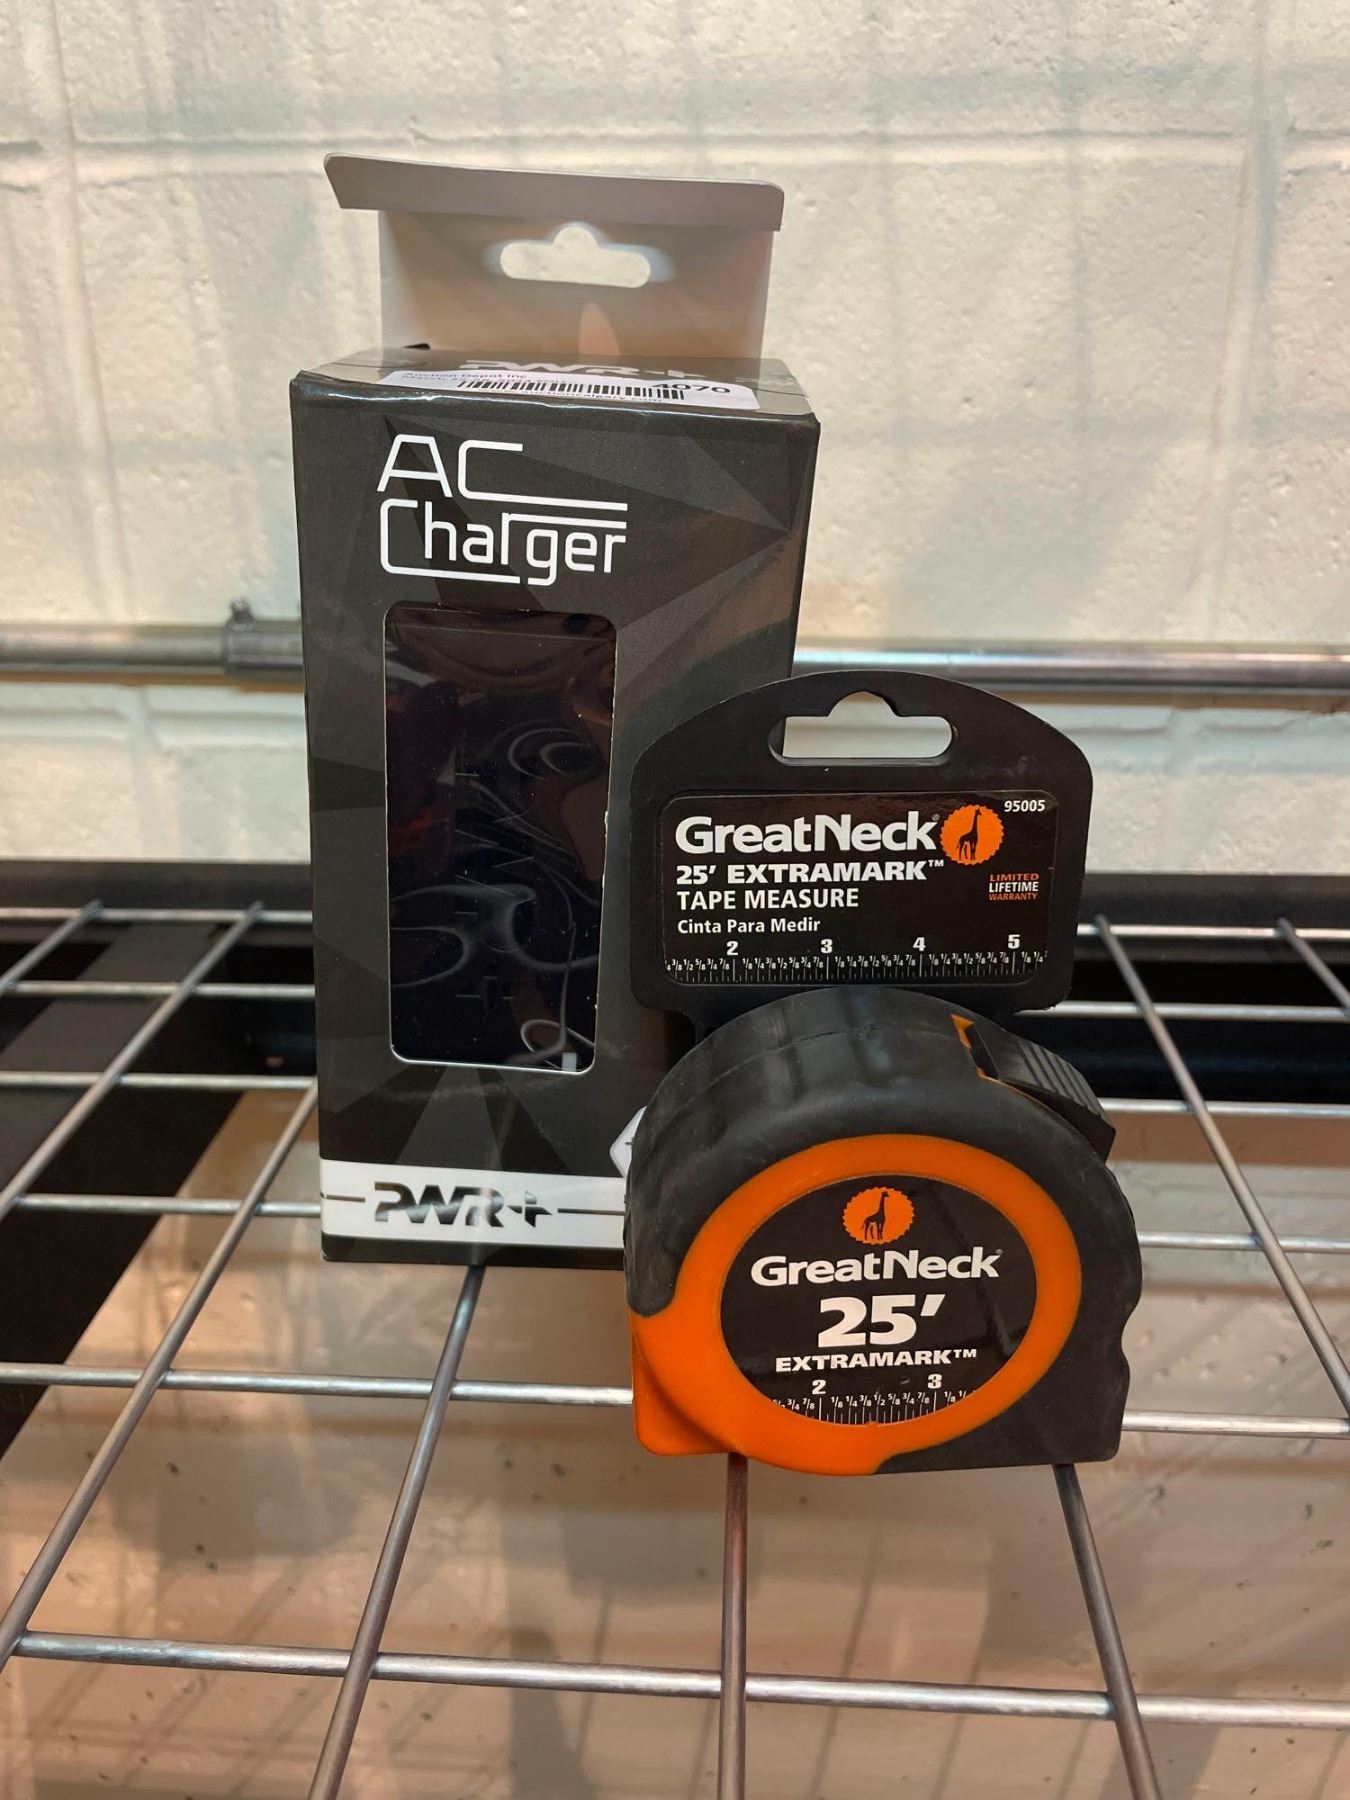 PWR+
4070
AC
Charger
PWR+
95005
GreatNeck®
25' EXTRAMARK™
TAPE MEASURE
Cinta Para Medir
LIMITED
LIFETIME
WARRANTY
2 3 4 5
GreatNeck®
25'
EXTRAMARK™
2 3